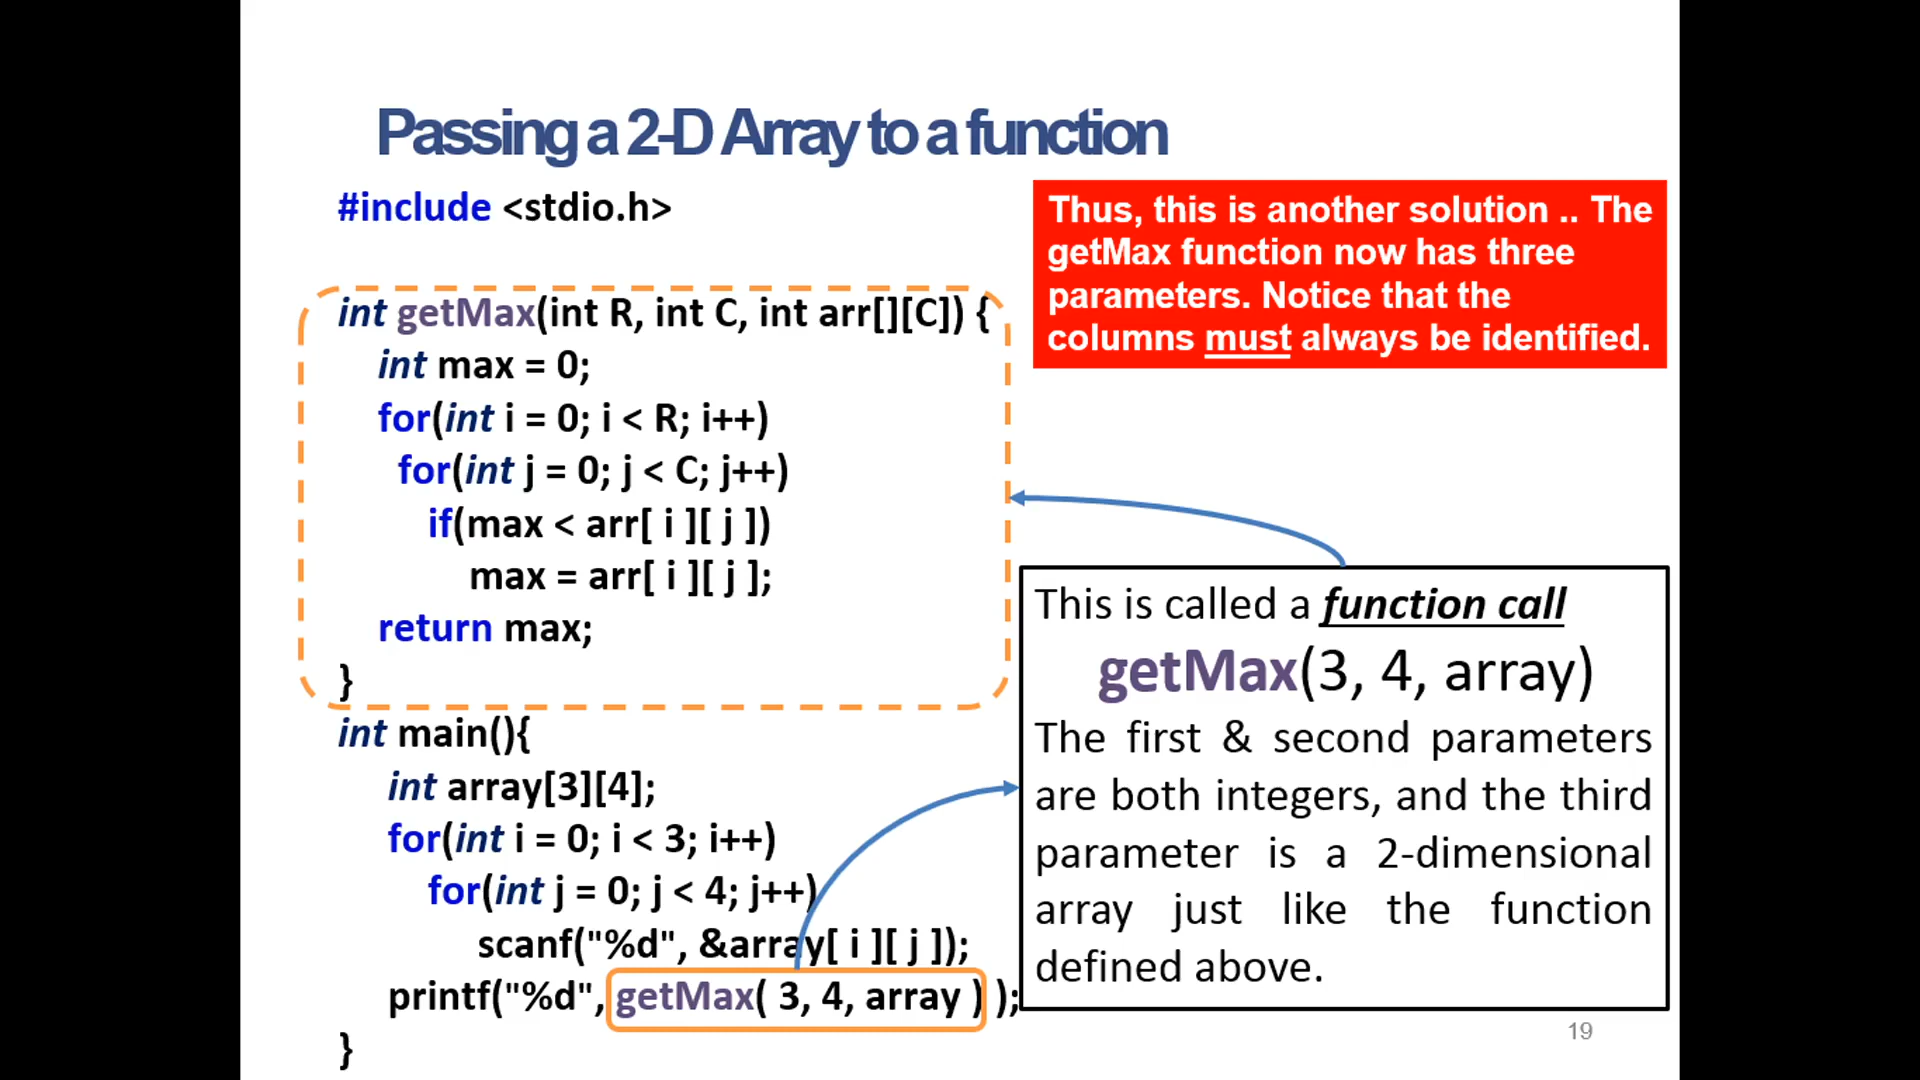 Passing a 2-D Array to a function
#include <stdio.h>
int getMax(int R, int C, int arr[][C]) {
int max = 0;
for(int i = 0; i < R; i++)
for(int j = 0; j < C; j++)
if(max < arr[ i ][ j ])
max = arr[ i ][ j ];
return max;
}
int main(){
int array[3][4];
for(int i = 0; i < 3; i++)
for(int j = 0; j < 4; j++)
scanf("%d", &array[ i ][ j ]);
printf("%d", getMax( 3, 4, array ) );
}
Thus, this is another solution .. The
getMax function now has three
parameters. Notice that the
columns must always be identified.
This is called a function call
getMax(3, 4, array)
The first & second parameters
are both integers, and the third
parameter is a 2-dimensional
array just like the function
defined above.
19